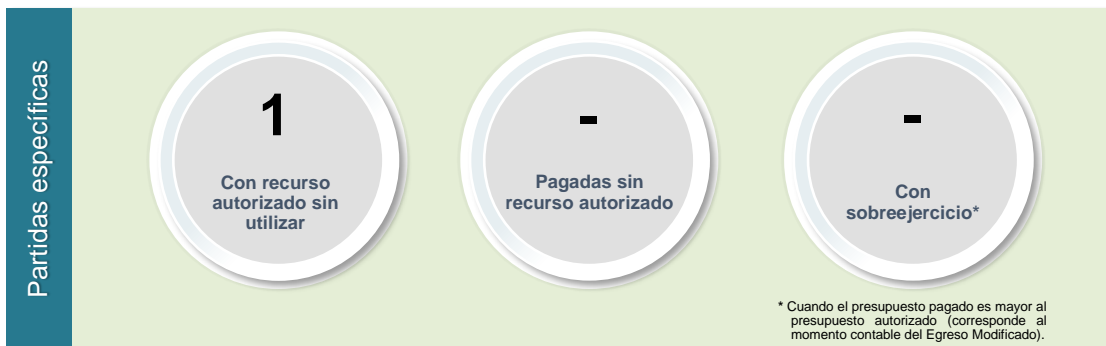 Partidas específicas
1
Con recurso
autorizado sin
utilizar
-
Pagadas sin
recurso autorizado
-
Con
sobreejercicio*
* Cuando el presupuesto pagado es mayor al
presupuesto autorizado (corresponde al
momento contable del Egreso Modificado).